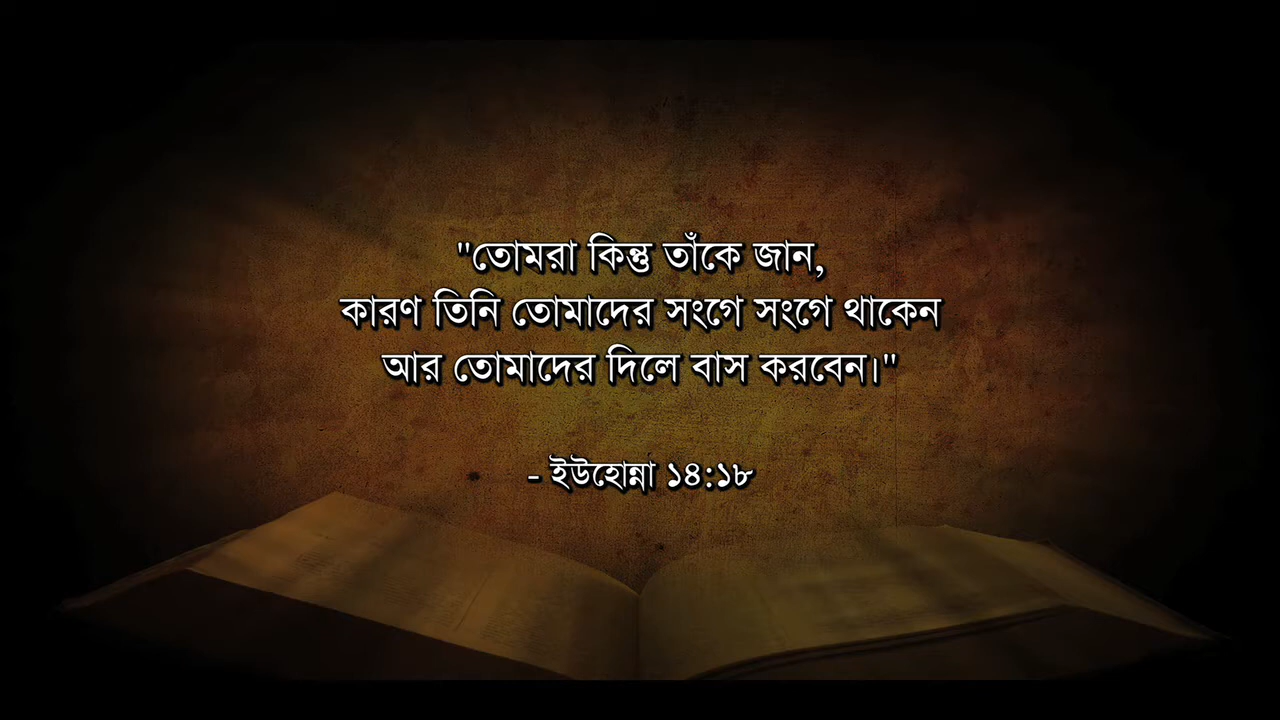 "তোমরা কিন্তু তাঁকে জান,
কারণ তিনি তোমাদের সংগে সংগে থাকেন
আর তোমাদের দিলে বাস করবেন।"
- ইউহোন্না ১৪:১৮